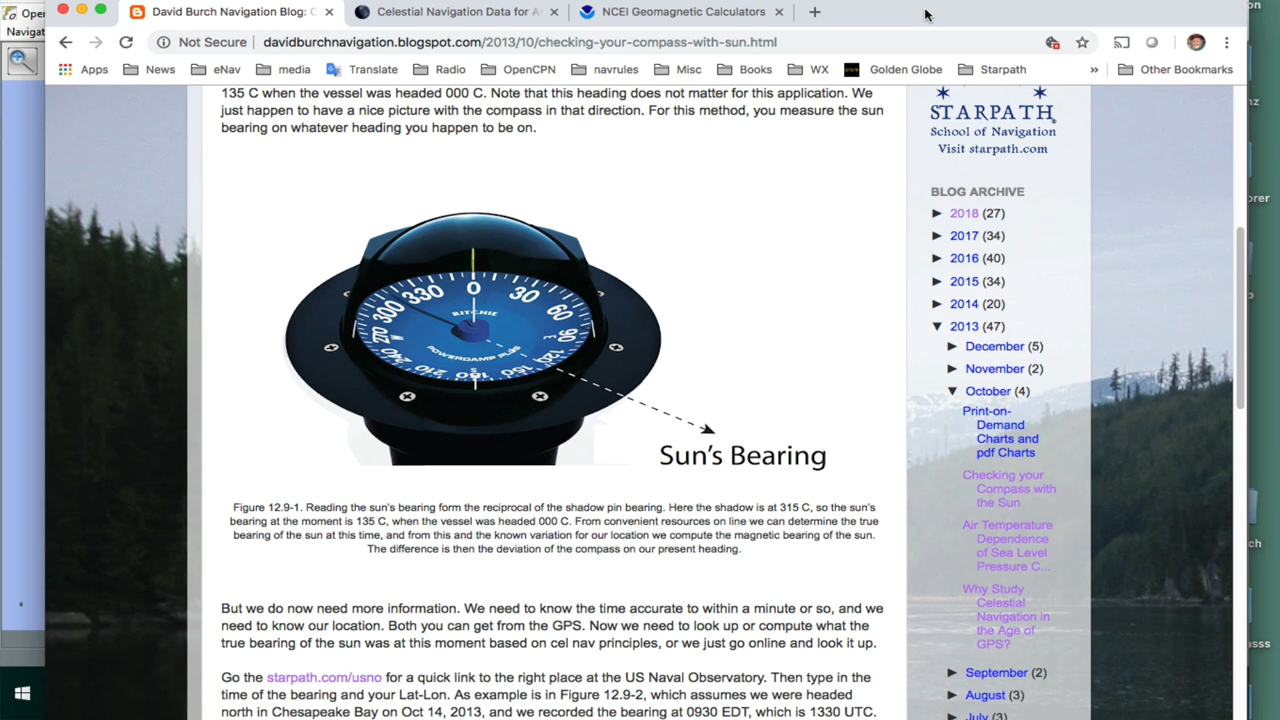 Open
Navigat
David Burch Navigation Blog: C
Celestial Navigation Data for A
NCEI Geomagnetic Calculators
Not Secure
davidburchnavigation.blogspot.com/2013/10/checking-your-compass-with-sun.html
Apps
News
eNav
media
Translate
Radio
OpenCPN
navrules
Misc
Books
WX
Golden Globe
Starpath
»
Other Bookmarks
135 C when the vessel was headed 000 C. Note that this heading does not matter for this application. We
just happen to have a nice picture with the compass in that direction. For this method, you measure the sun
bearing on whatever heading you happen to be on.
300 330 0 30 60
RITCHIE
270 W 90 E
POWERDAMP PLUS
240 120
S 180 150
Sun's Bearing
Figure 12.9-1. Reading the sun's bearing form the reciprocal of the shadow pin bearing. Here the shadow is at 315 C, so the sun's
bearing at the moment is 135 C, when the vessel was headed 000 C. From convenient resources on line we can determine the true
bearing of the sun at this time, and from this and the known variation for our location we compute the magnetic bearing of the sun.
The difference is then the deviation of the compass on our present heading.
But we do now need more information. We need to know the time accurate to within a minute or so, and we
need to know our location. Both you can get from the GPS. Now we need to look up or compute what the
true bearing of the sun was at this moment based on cel nav principles, or we just go online and look it up.
Go the starpath.com/usno for a quick link to the right place at the US Naval Observatory. Then type in the
time of the bearing and your Lat-Lon. As example is in Figure 12.9-2, which assumes we were headed
north in Chesapeake Bay on Oct 14, 2013, and we recorded the bearing at 0930 EDT, which is 1330 UTC.
STARPATH®
School of Navigation
Visit starpath.com
BLOG ARCHIVE
► 2018 (27)
► 2017 (34)
► 2016 (40)
► 2015 (34)
► 2014 (20)
▼ 2013 (47)
► December (5)
► November (2)
▼ October (4)
Print-on-
Demand
Charts and
pdf Charts
Checking your
Compass with
the Sun
Air Temperature
Dependence
of Sea Level
Pressure C...
Why Study
Celestial
Navigation in
the Age of
GPS?
► September (2)
► August (3)
► July (3)
on
nz
orer
o
ch
sss